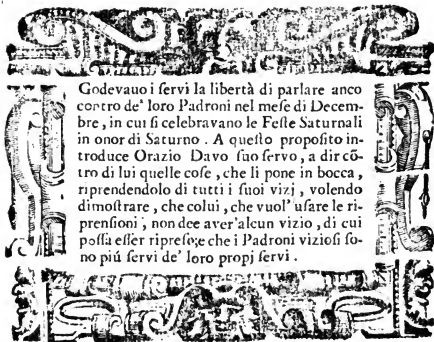 Godevauo i servi la libertà di parlare anco
contro de' loro Padroni nel mese di Decem-
bre, in cui si celebravano le Feste Saturnali
in onor di Saturno. A questo proposito in-
troduce Orazio Davo suo servo, a dir cō-
tro di lui quelle cose, che li pone in bocca,
riprendendolo di tutti i suoi vizj, volendo
dimostrare, che colui, che vuol' usare le ri-
prensioni, non dee aver'alcun vizio, di cui
possa esser ripreso;e che i Padroni viziosi so-
no piú servi de' loro propi servi.